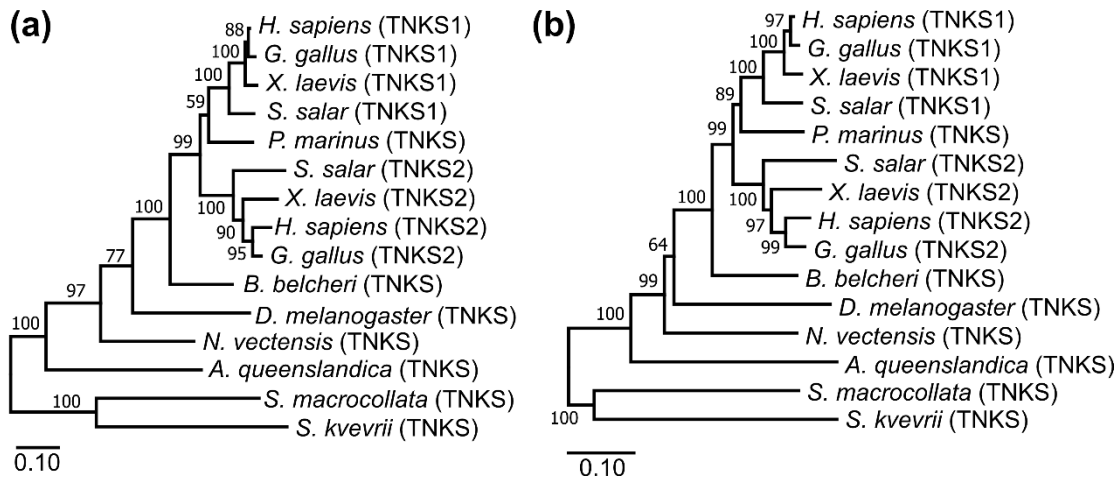 (a)
88
H. sapiens (TNKS1)
100
G. gallus (TNKS1)
100
X. laevis (TNKS1)
59
S. salar (TNKS1)
99
P. marinus (TNKS)
S. salar (TNKS2)
100
X. laevis (TNKS2)
90
H. sapiens (TNKS2)
95
G. gallus (TNKS2)
100
B. belcheri (TNKS)
77
D. melanogaster (TNKS)
97
N. vectensis (TNKS)
100
A. queenslandica (TNKS)
S. macrocollata (TNKS)
100
S. kvevrii (TNKS)
0.10
(b)
97
H. sapiens (TNKS1)
100
G. gallus (TNKS1)
100
X. laevis (TNKS1)
89
S. salar (TNKS1)
99
P. marinus (TNKS)
S. salar (TNKS2)
100
X. laevis (TNKS2)
97
H. sapiens (TNKS2)
99
G. gallus (TNKS2)
100
B. belcheri (TNKS)
64
D. melanogaster (TNKS)
99
N. vectensis (TNKS)
100
A. queenslandica (TNKS)
S. macrocollata (TNKS)
100
S. kvevrii (TNKS)
0.10